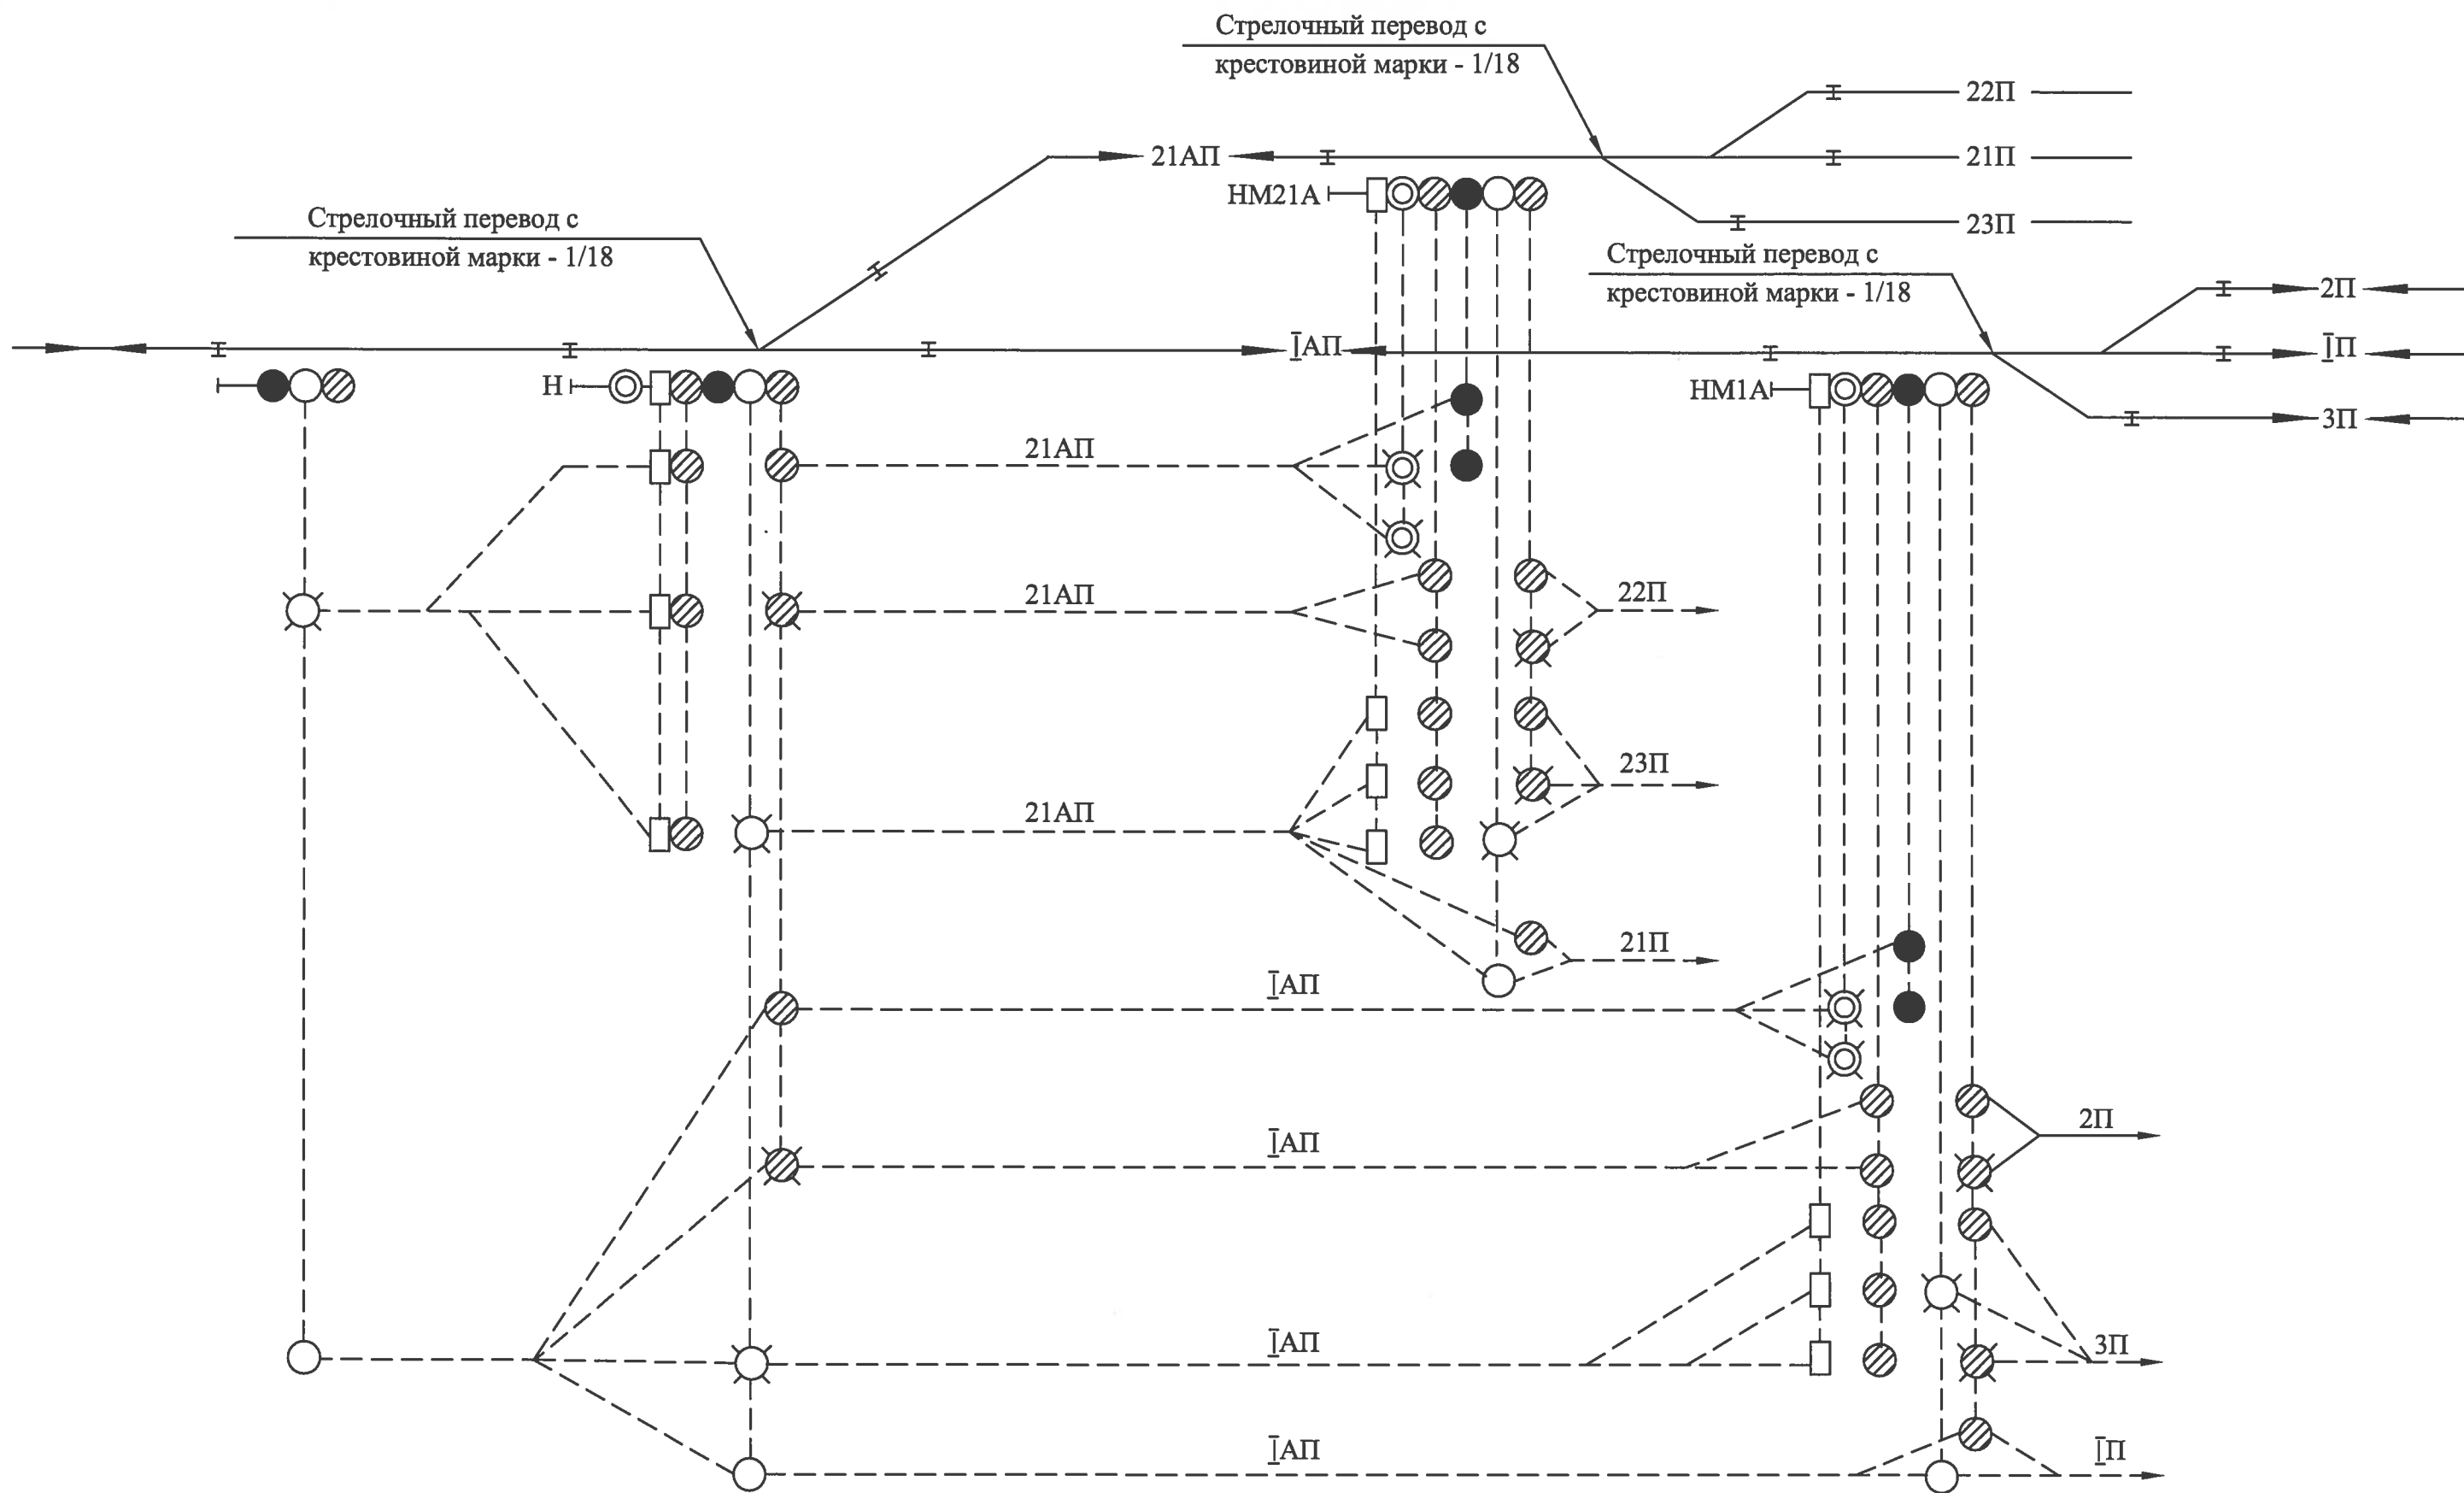 Стрелочный перевод с
крестовиной марки - 1/18
22П
21АП
21П
НМ21А
Стрелочный перевод с
крестовиной марки - 1/18
23П
Стрелочный перевод с
крестовиной марки - 1/18
2П
IАП
IП
Н
НМ1А
3П
21АП
21АП
22П
23П
21АП
21П
IАП
2П
IАП
IАП
3П
IАП
IП